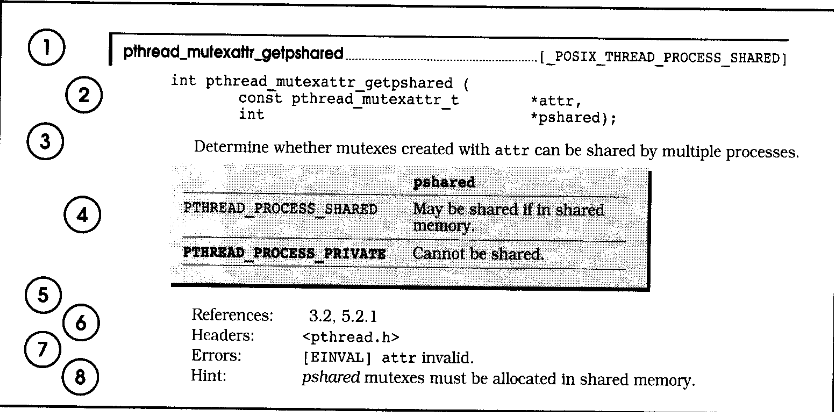 1 pthread_mutexattr_getpshared ........ [_POSIX_THREAD_PROCESS_SHARED]
2 int pthread_mutexattr_getpshared (
const pthread_mutexattr_t *attr,
int *pshared);
3 Determine whether mutexes created with attr can be shared by multiple processes.
pshared
4 PTHREAD_PROCESS_SHARED May be shared if in shared
memory.
PTHREAD_PROCESS_PRIVATE Cannot be shared.
5 References: 3.2, 5.2.1
6 Headers: <pthread.h>
7 Errors: [EINVAL] attr invalid.
8 Hint: pshared mutexes must be allocated in shared memory.